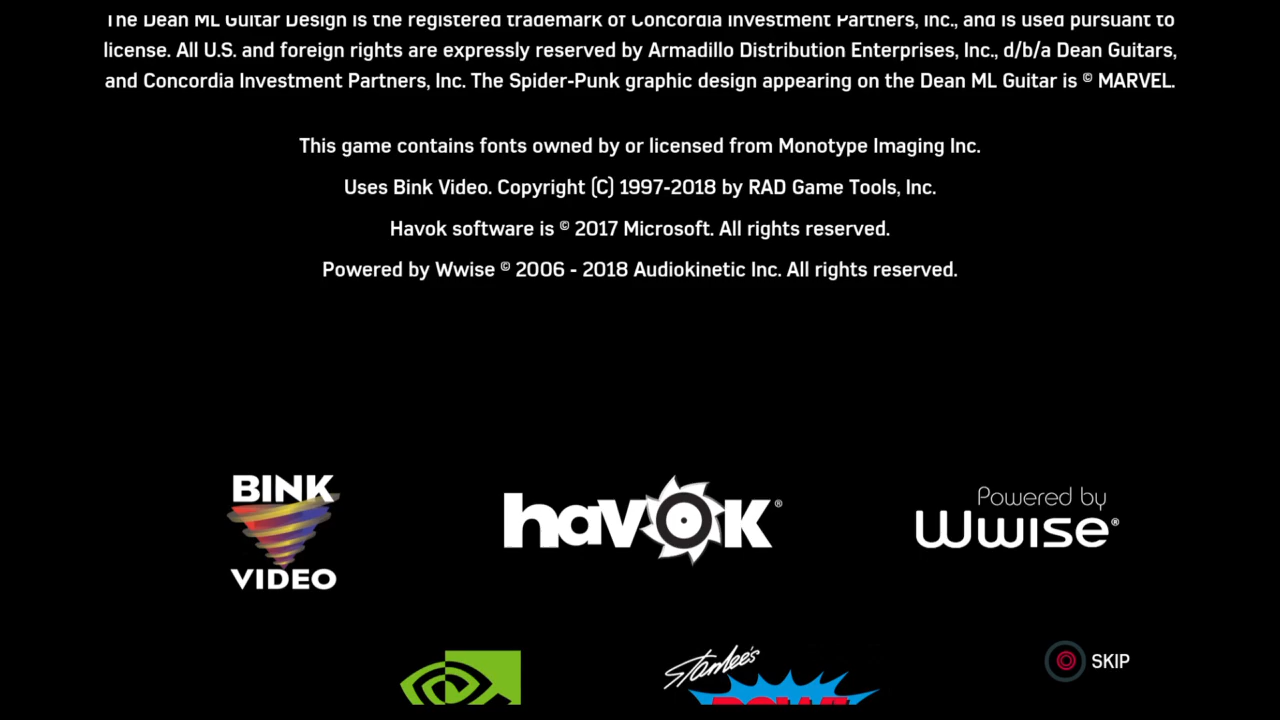 The Dean ML Guitar Design is the registered trademark of Concordia Investment Partners, Inc., and is used pursuant to
license. All U.S. and foreign rights are expressly reserved by Armadillo Distribution Enterprises, Inc., d/b/a Dean Guitars,
and Concordia Investment Partners, Inc. The Spider-Punk graphic design appearing on the Dean ML Guitar is © MARVEL.
This game contains fonts owned by or licensed from Monotype Imaging Inc.
Uses Bink Video. Copyright (C) 1997-2018 by RAD Game Tools, Inc.
Havok software is © 2017 Microsoft. All rights reserved.
Powered by Wwise © 2006 - 2018 Audiokinetic Inc. All rights reserved.
BINK
VIDEO
havok®
Powered by
Wwise®
Stan Lee's
POW!
SKIP